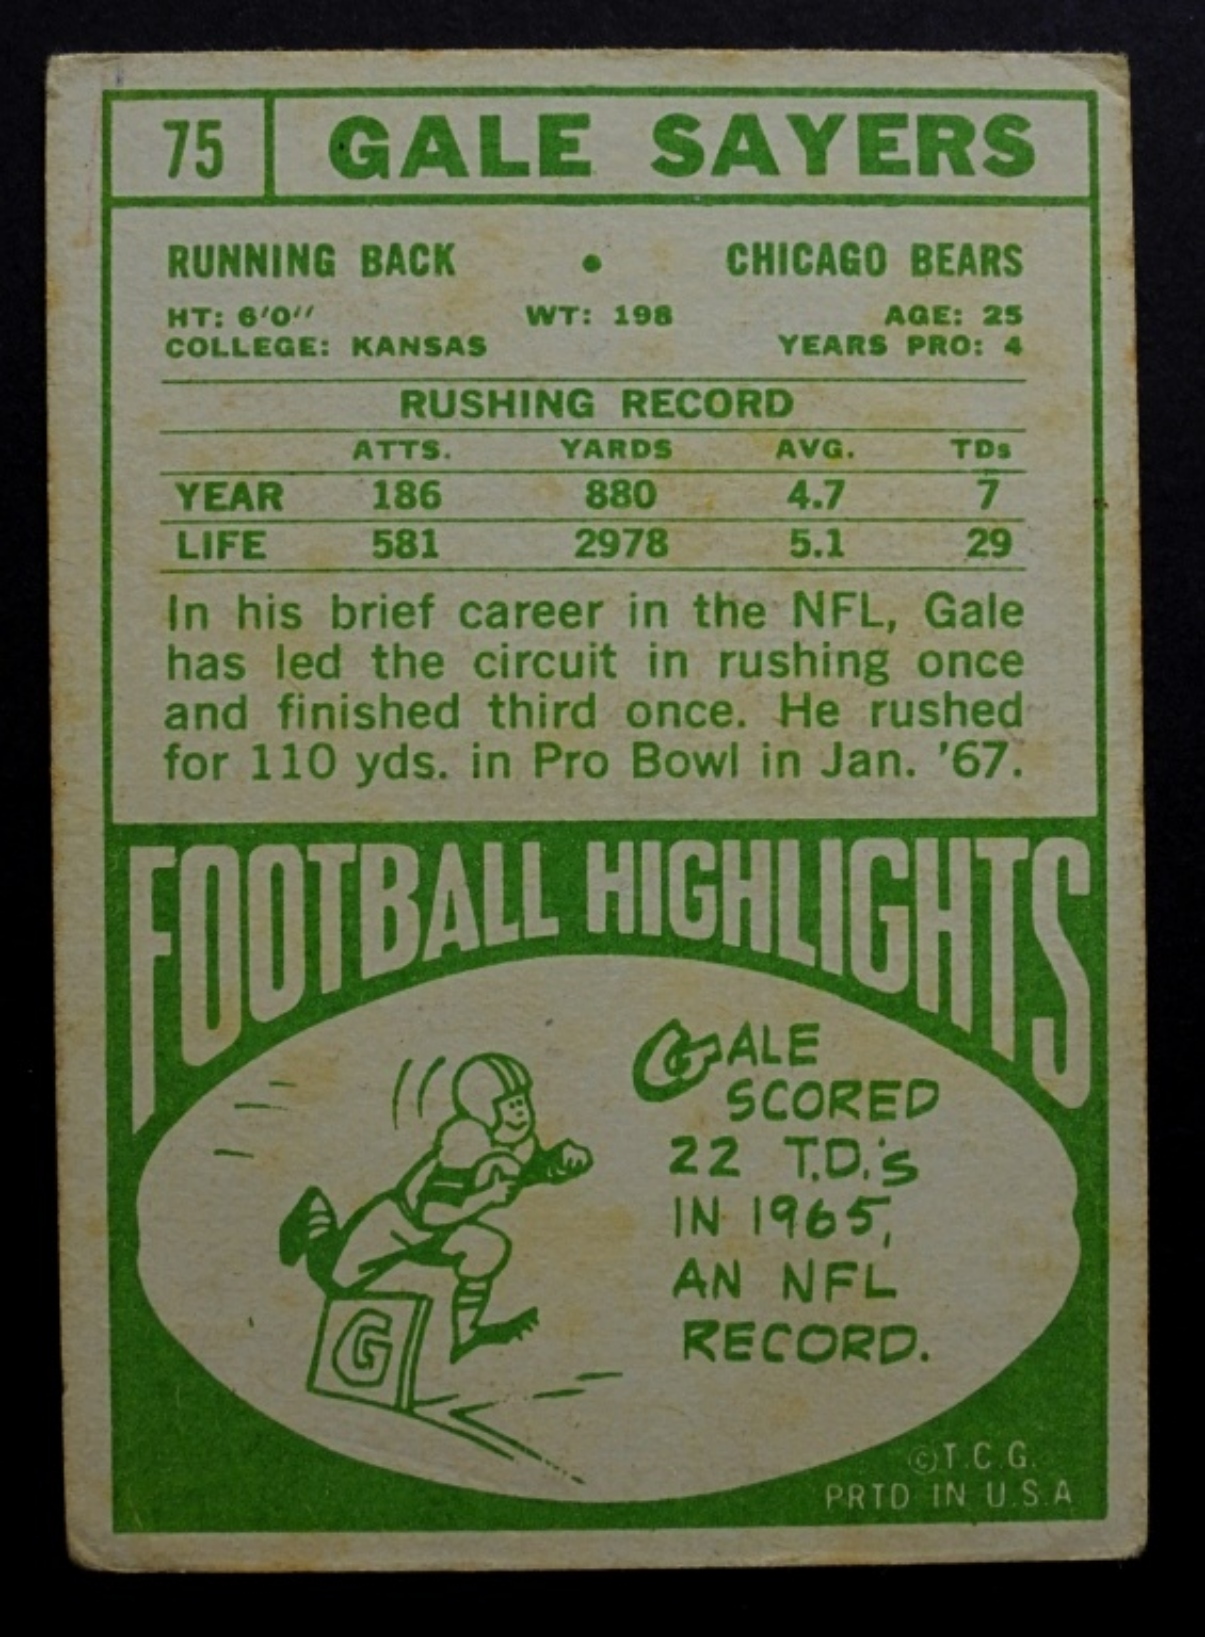 75 GALE SAYERS
RUNNING BACK • CHICAGO BEARS
HT: 6'0" WT: 198 AGE: 25
COLLEGE: KANSAS YEARS PRO: 4
RUSHING RECORD
ATTS. YARDS AVG. TDs
YEAR 186 880 4.7 7
LIFE 581 2978 5.1 29
In his brief career in the NFL, Gale
has led the circuit in rushing once
and finished third once. He rushed
for 110 yds. in Pro Bowl in Jan. '67.
FOOTBALL HIGHLIGHTS
GALE
SCORED
22 T.D.'s
IN 1965,
AN NFL
RECORD.
G
©T.C.G.
PRTD IN U.S.A